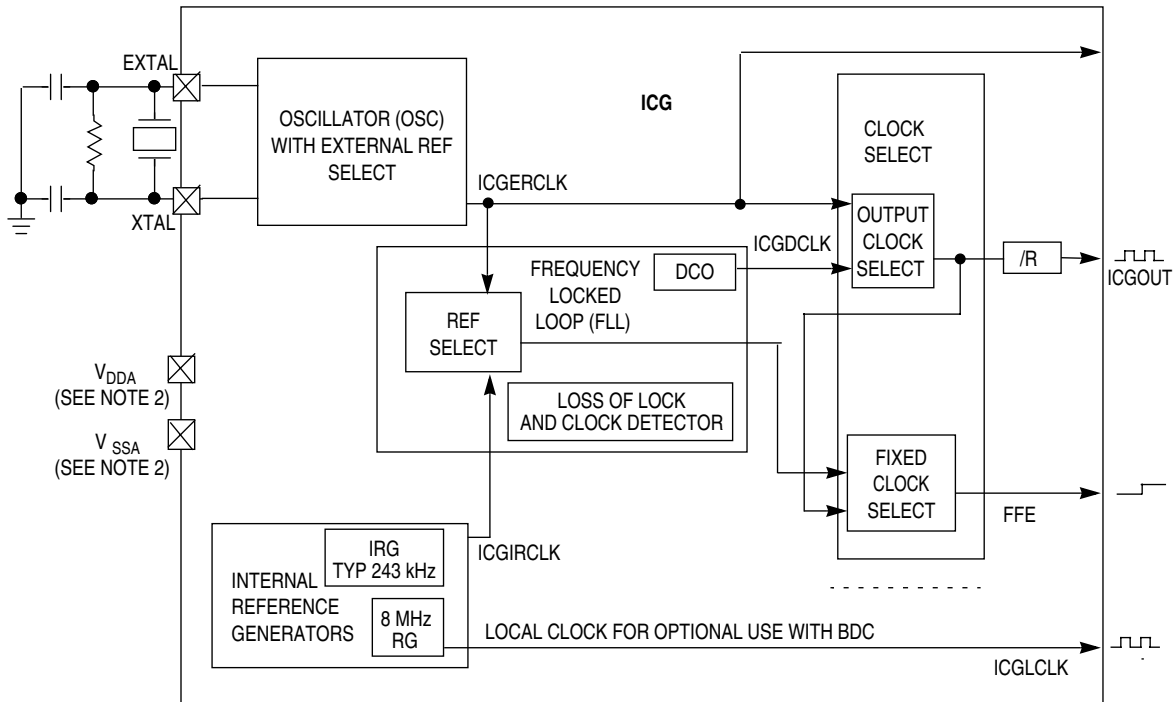 EXTAL
XTAL
OSCILLATOR (OSC)
WITH EXTERNAL REF
SELECT
ICG
CLOCK
SELECT
ICGERCLK
OUTPUT
CLOCK
SELECT
ICGDCLK
/R
ICGOUT
FREQUENCY
LOCKED
LOOP (FLL)
DCO
REF
SELECT
LOSS OF LOCK
AND CLOCK DETECTOR
VDDA
(SEE NOTE 2)
VSSA
(SEE NOTE 2)
FIXED
CLOCK
SELECT
FFE
ICGIRCLK
IRG
TYP 243 kHz
INTERNAL
REFERENCE
GENERATORS
8 MHz
RG
LOCAL CLOCK FOR OPTIONAL USE WITH BDC
ICGLCLK